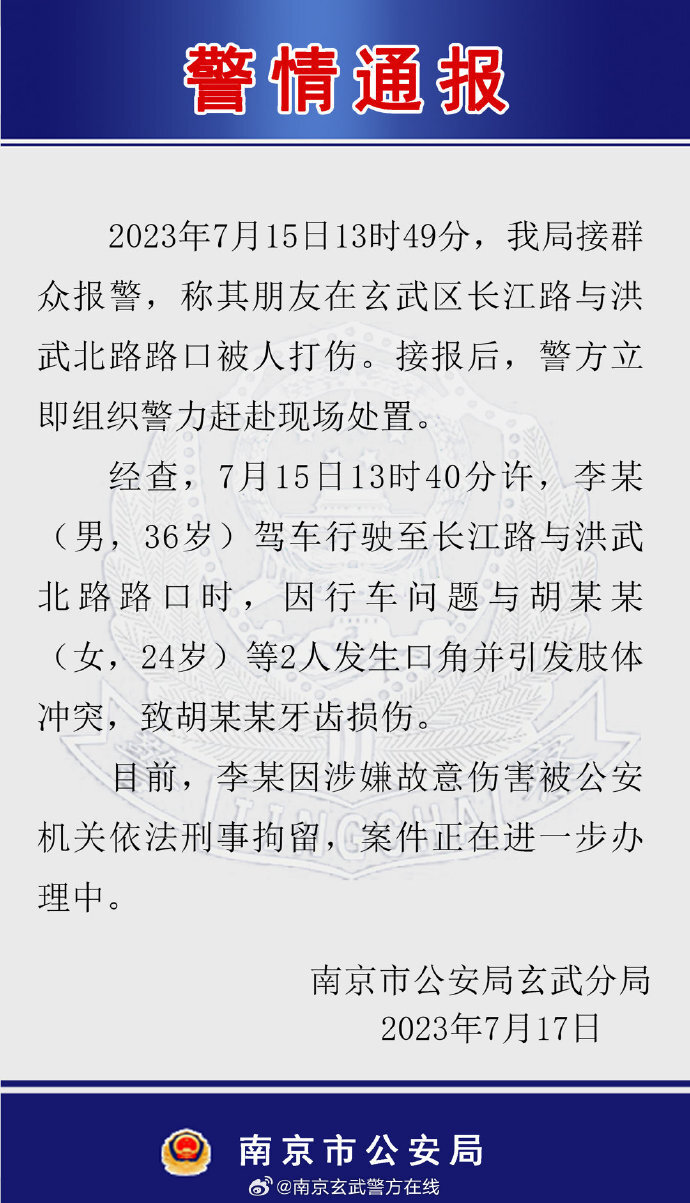 警情通报
2023年7月15日13时49分，我局接群
众报警，称其朋友在玄武区长江路与洪
武北路路口被人打伤。接报后，警方立
即组织警力赶赴现场处置。
经查，7月15日13时40分许，李某
（男，36岁）驾车行驶至长江路与洪武
北路路口时，因行车问题与胡某某
（女，24岁）等2人发生口角并引发肢体
冲突，致胡某某牙齿损伤。
目前，李某因涉嫌故意伤害被公安
机关依法刑事拘留，案件正在进一步办
理中。
南京市公安局玄武分局
2023年7月17日
南京市公安局
@南京玄武警方在线